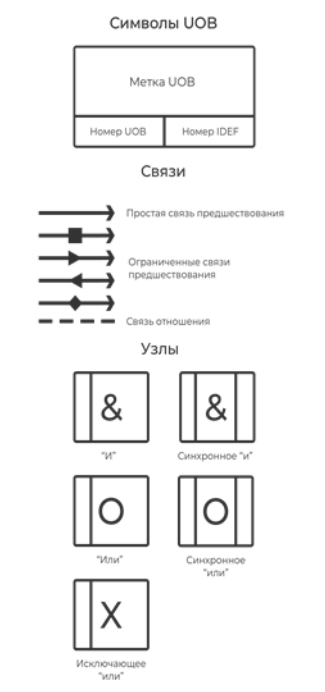 Символы UOB
Метка UOB
Номер UOB
Номер IDEF
Связи
Простая связь предшествования
Ограниченные связи
предшествования
Связь отношения
Узлы
&
&
"И"
Синхронное "и"
O
O
"Или"
Синхронное
"или"
X
Исключающее
"или"